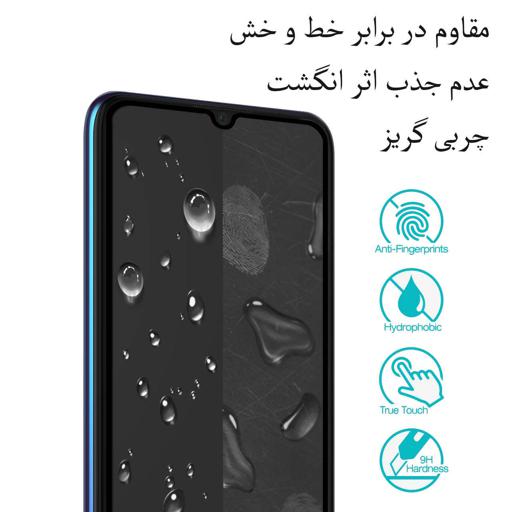 مقاوم در برابر خط و خش
عدم جذب اثر انگشت
چربی گریز
Anti-Fingerprints
Hydrophobic
True Touch
9H
Hardness